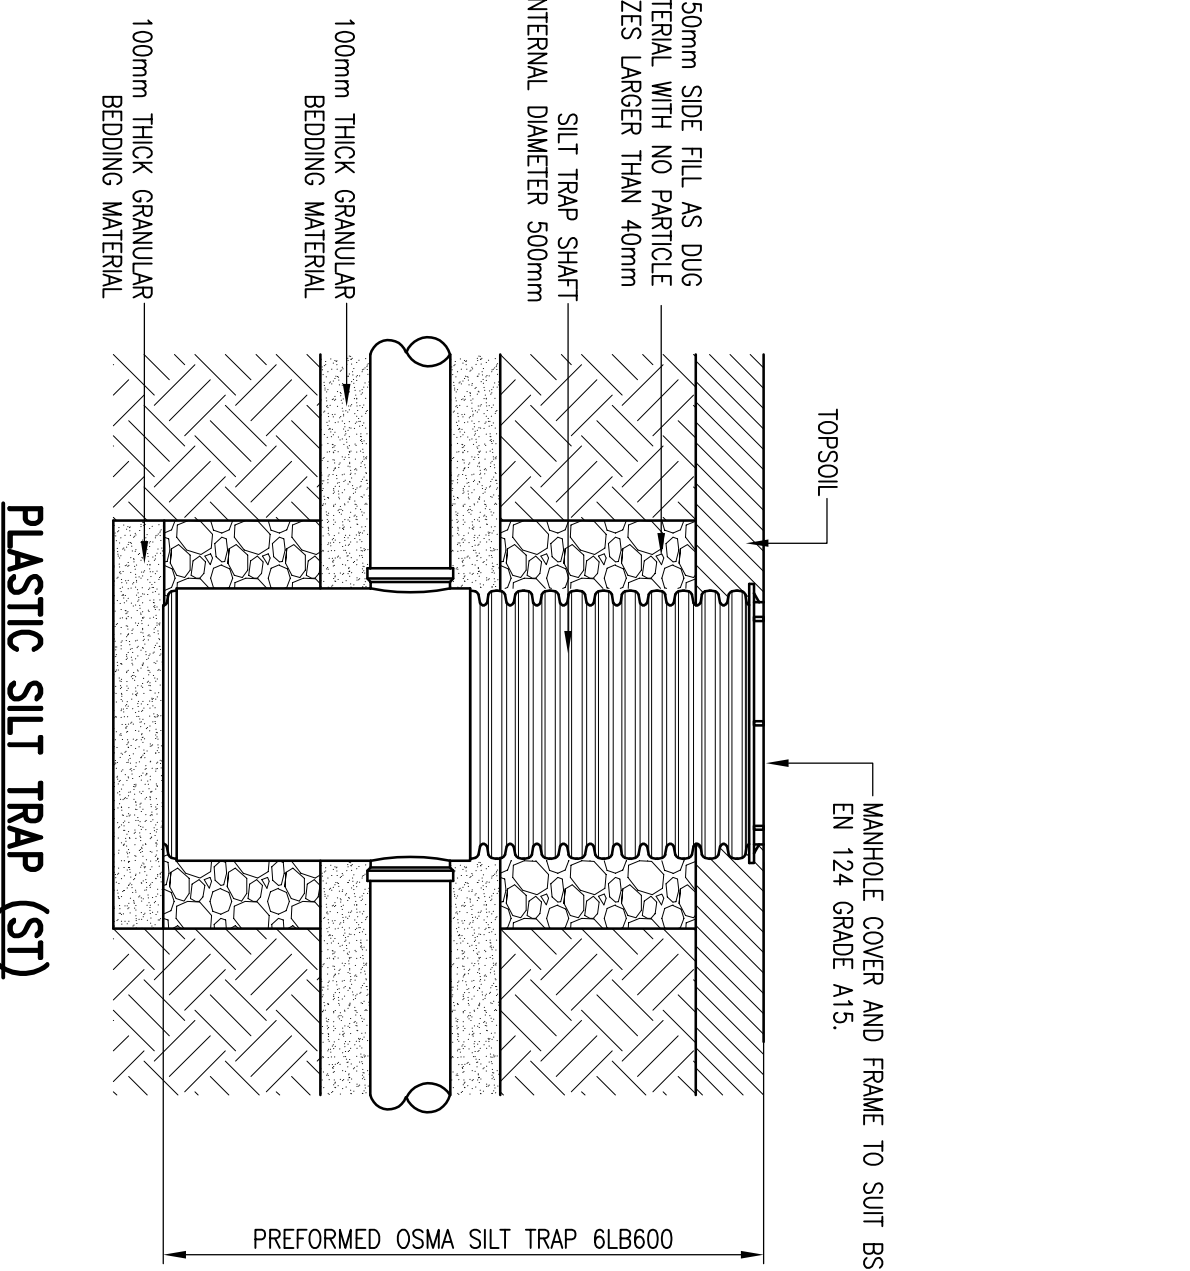 TOPSOIL
MANHOLE COVER AND FRAME TO SUIT BS
EN 124 GRADE A15.
50mm SIDE FILL AS DUG
TERIAL WITH NO PARTICLE
ZES LARGER THAN 40mm
SILT TRAP SHAFT
NTERNAL DIAMETER 500mm
100mm THICK GRANULAR
BEDDING MATERIAL
100mm THICK GRANULAR
BEDDING MATERIAL
PREFORMED OSMA SILT TRAP 6LB600
PLASTIC SILT TRAP (ST)